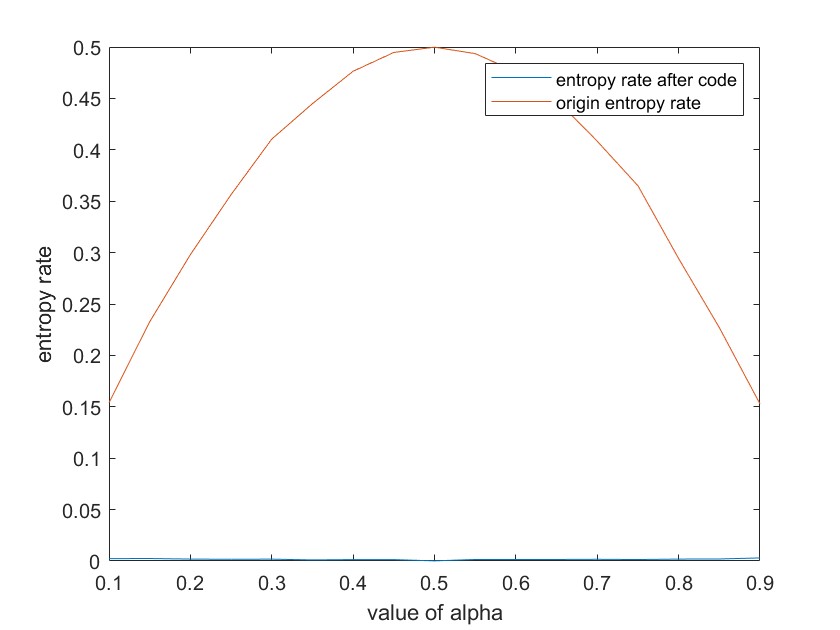 0.5
entropy rate after code
origin entropy rate
0.45
0.4
0.35
0.3
0.25
0.2
0.15
0.1
0.05
0
entropy rate
0.1 0.2 0.3 0.4 0.5 0.6 0.7 0.8 0.9
value of alpha